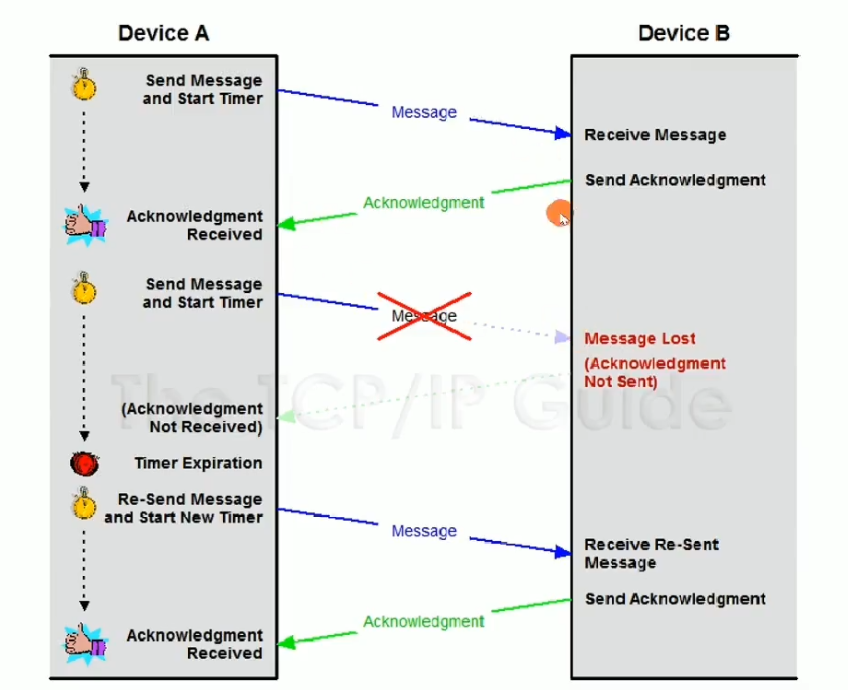 Device A
Device B
Send Message
and Start Timer
Message
Receive Message
Send Acknowledgment
Acknowledgment
Acknowledgment
Received
Send Message
and Start Timer
Message
Message Lost
(Acknowledgment
Not Sent)
The TCP/IP Guide
(Acknowledgment
Not Received)
Timer Expiration
Re-Send Message
and Start New Timer
Message
Receive Re-Sent
Message
Send Acknowledgment
Acknowledgment
Acknowledgment
Received